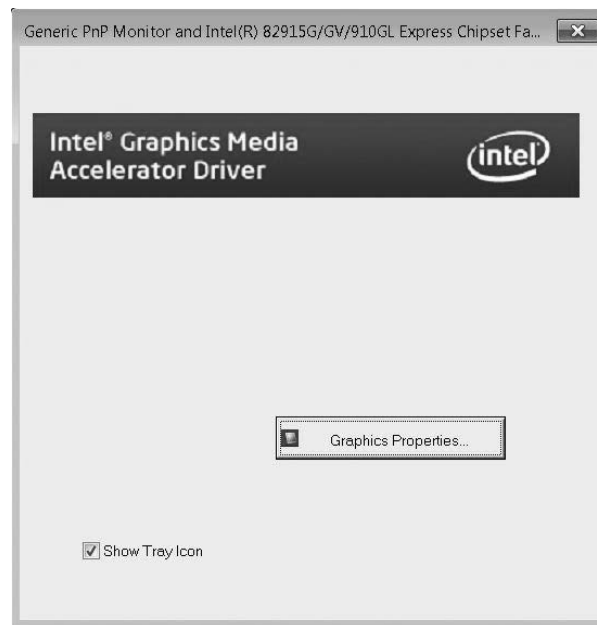 Generic PnP Monitor and Intel(R) 82915G/GV/910GL Express Chipset Fa...
Intel® Graphics Media
Accelerator Driver
intel
Graphics Properties...
Show Tray Icon